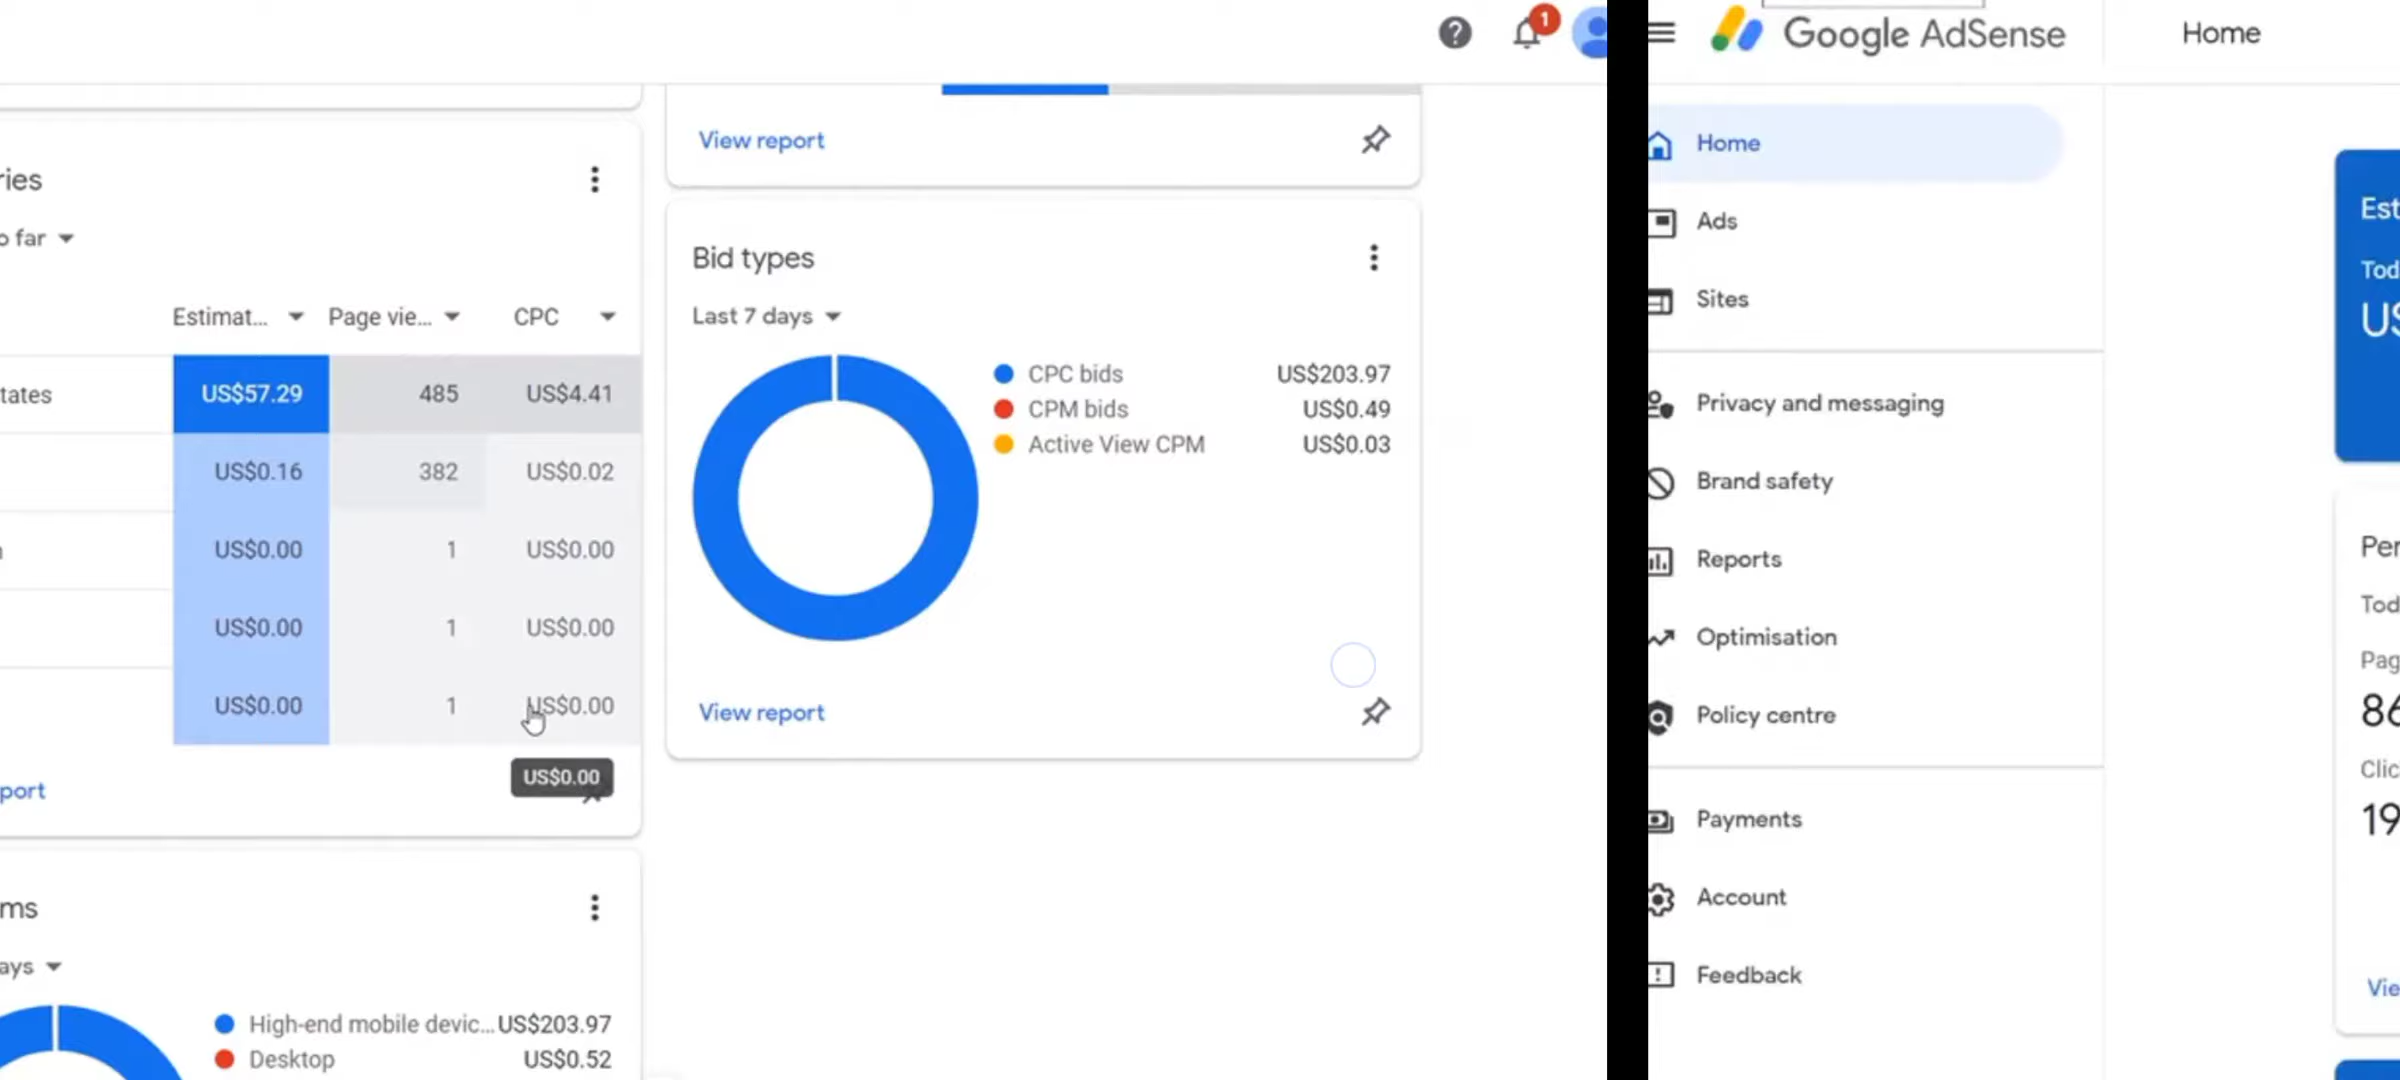 1
View report
ries
o far
Estimat... Page vie... CPC
tates US$57.29 485 US$4.41
US$0.16 382 US$0.02
US$0.00 1 US$0.00
US$0.00 1 US$0.00
US$0.00 1 US$0.00
US$0.00
port
Bid types
Last 7 days
CPC bids US$203.97
CPM bids US$0.49
Active View CPM US$0.03
View report
ms
ays
High-end mobile devic... US$203.97
Desktop US$0.52
Google AdSense
Home
Home
Ads
Sites
Privacy and messaging
Brand safety
Reports
Optimisation
Policy centre
Payments
Account
Feedback
Est
Tod
US
Per
Tod
Pag
86
Clic
19
Vie